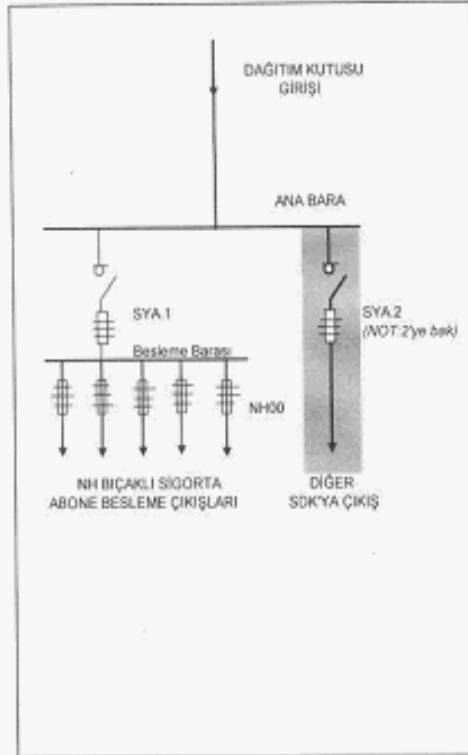 DAĞITIM KUTUSU
GİRİŞİ
ANA BARA
SYA.1
SYA.2
(NOT:2'ye bak)
Besleme Barası
NH00
NH BIÇAKLI SİGORTA
ABONE BESLEME ÇIKIŞLARI
DİĞER
SDK'YA ÇIKIŞ